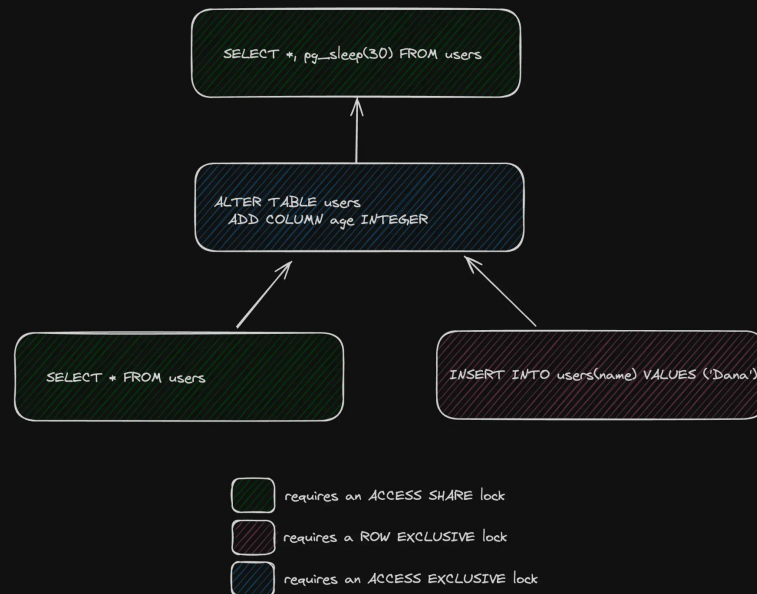 SELECT *, pg_sleep(30) FROM users
ALTER TABLE users
ADD COLUMN age INTEGER
SELECT * FROM users
INSERT INTO users(name) VALUES ('Dana')
requires an ACCESS SHARE lock
requires a ROW EXCLUSIVE lock
requires an ACCESS EXCLUSIVE lock